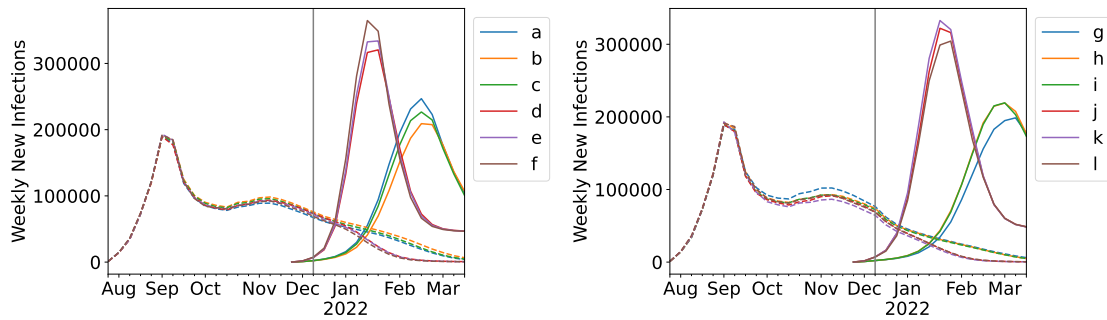 Weekly New Infections
300000
200000
100000
0
Aug Sep Oct Nov Dec Jan Feb Mar
2022
a
b
c
d
e
f
Weekly New Infections
300000
200000
100000
0
Aug Sep Oct Nov Dec Jan Feb Mar
2022
g
h
i
j
k
l